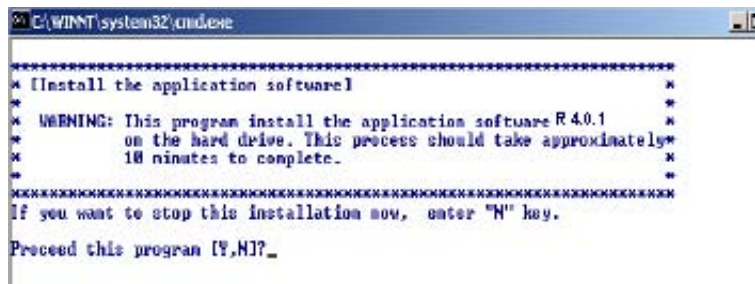 C:\WINNT\system32\cmd.exe
*******************************************************************
* [Install the application software] *
* *
* WARNING: This program install the application software R 4.0.1 *
* on the hard drive. This process should take approximately*
* 10 minutes to complete. *
* *
*******************************************************************
If you want to stop this installation now, enter "N" key.
Proceed this program [Y,N]?_